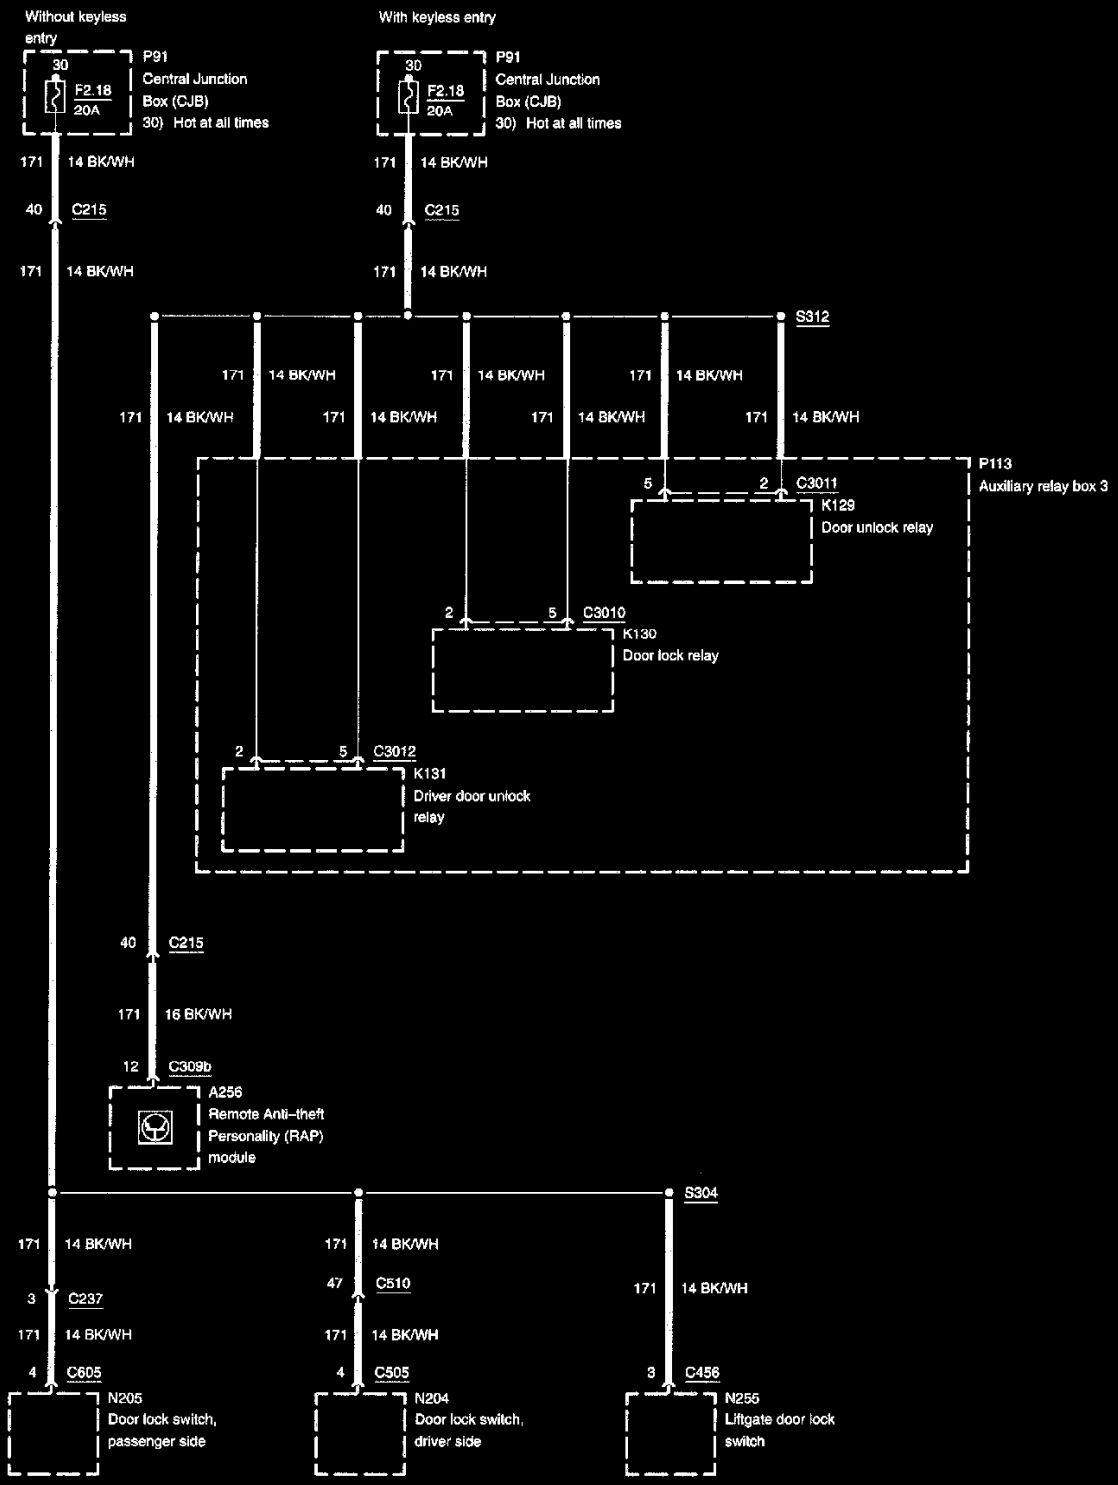 Without keyless
entry
With keyless entry
30
F2.18
20A
P91
Central Junction
Box (CJB)
30) Hot at all times
30
F2.18
20A
P91
Central Junction
Box (CJB)
30) Hot at all times
171 14 BK/WH
171 14 BK/WH
40 C215
40 C215
171 14 BK/WH
171 14 BK/WH
S312
171 14 BK/WH
171 14 BK/WH
171 14 BK/WH
171 14 BK/WH
171 14 BK/WH
171 14 BK/WH
171 14 BK/WH
P113
Auxiliary relay box 3
5 2 C3011
K129
Door unlock relay
2 5 C3010
K130
Door lock relay
2 5 C3012
K131
Driver door unlock
relay
40 C215
171 16 BK/WH
12 C309b
A256
Remote Anti-theft
Personality (RAP)
module
S304
171 14 BK/WH
171 14 BK/WH
47 C510
171 14 BK/WH
3 C237
171 14 BK/WH
171 14 BK/WH
4 C605
4 C505
3 C456
N205
Door lock switch,
passenger side
N204
Door lock switch,
driver side
N255
Liftgate door lock
switch